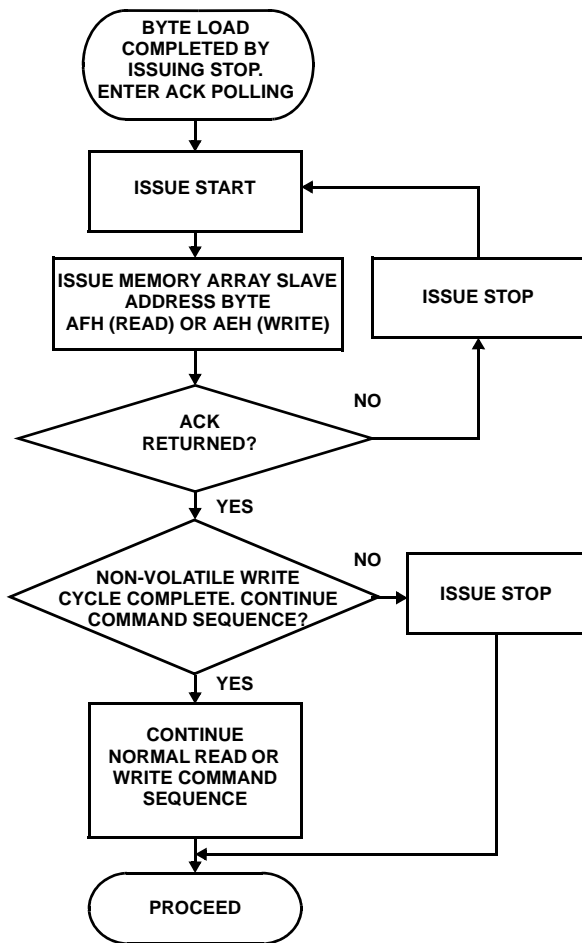 BYTE LOAD
COMPLETED BY
ISSUING STOP.
ENTER ACK POLLING
ISSUE START
ISSUE MEMORY ARRAY SLAVE
ADDRESS BYTE
AFH (READ) OR AEH (WRITE)
ISSUE STOP
ACK
RETURNED?
NO
YES
NON-VOLATILE WRITE
CYCLE COMPLETE. CONTINUE
COMMAND SEQUENCE?
NO
ISSUE STOP
YES
CONTINUE
NORMAL READ OR
WRITE COMMAND
SEQUENCE
PROCEED